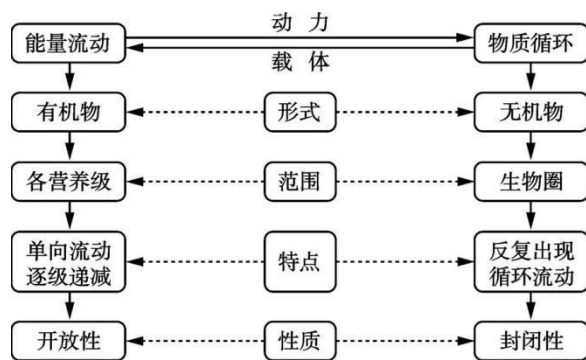 动力
能量流动
物质循环
载体
有机物
形式
无机物
各营养级
范围
生物圈
单向流动
逐级递减
特点
反复出现
循环流动
开放性
性质
封闭性